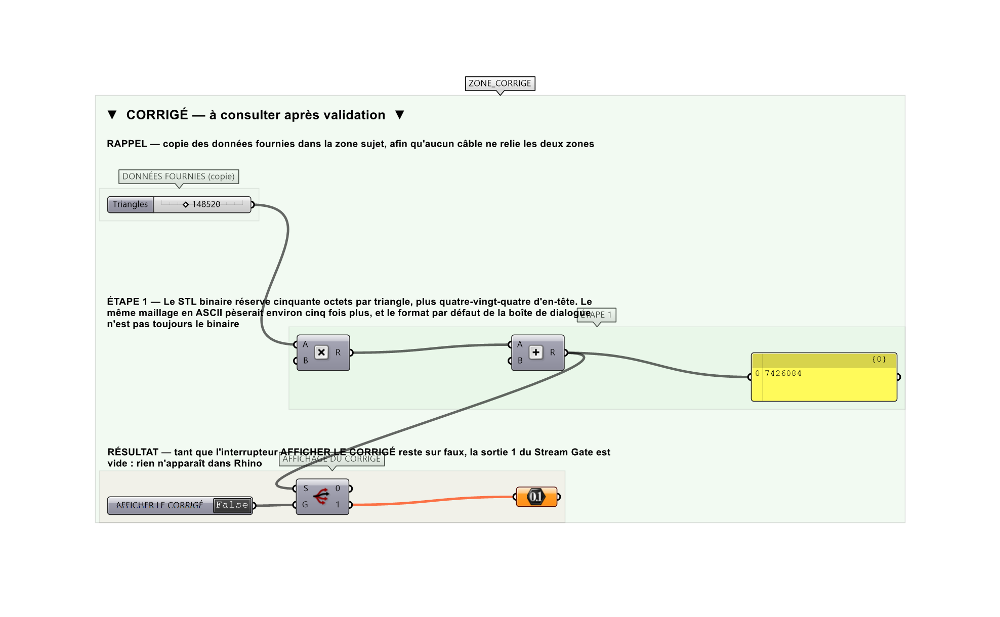 ZONE_CORRIGE
▼ CORRIGÉ — à consulter après validation ▼
RAPPEL — copie des données fournies dans la zone sujet, afin qu'aucun câble ne relie les deux zones
DONNÉES FOURNIES (copie)
Triangles 148520
ÉTAPE 1 — Le STL binaire réserve cinquante octets par triangle, plus quatre-vingt-quatre d'en-tête. Le
même maillage en ASCII pèserait environ cinq fois plus, et le format par défaut de la boîte de dialogue
n'est pas toujours le binaire
ÉTAPE 1
A
B
R
A
B
R
{0}
0 7426084
RÉSULTAT — tant que l'interrupteur AFFICHER LE CORRIGÉ reste sur faux, la sortie 1 du Stream Gate est
vide : rien n'apparaît dans Rhino
AFFICHAGE DU CORRIGÉ
AFFICHER LE CORRIGÉ False
S 0
G 1
0.1